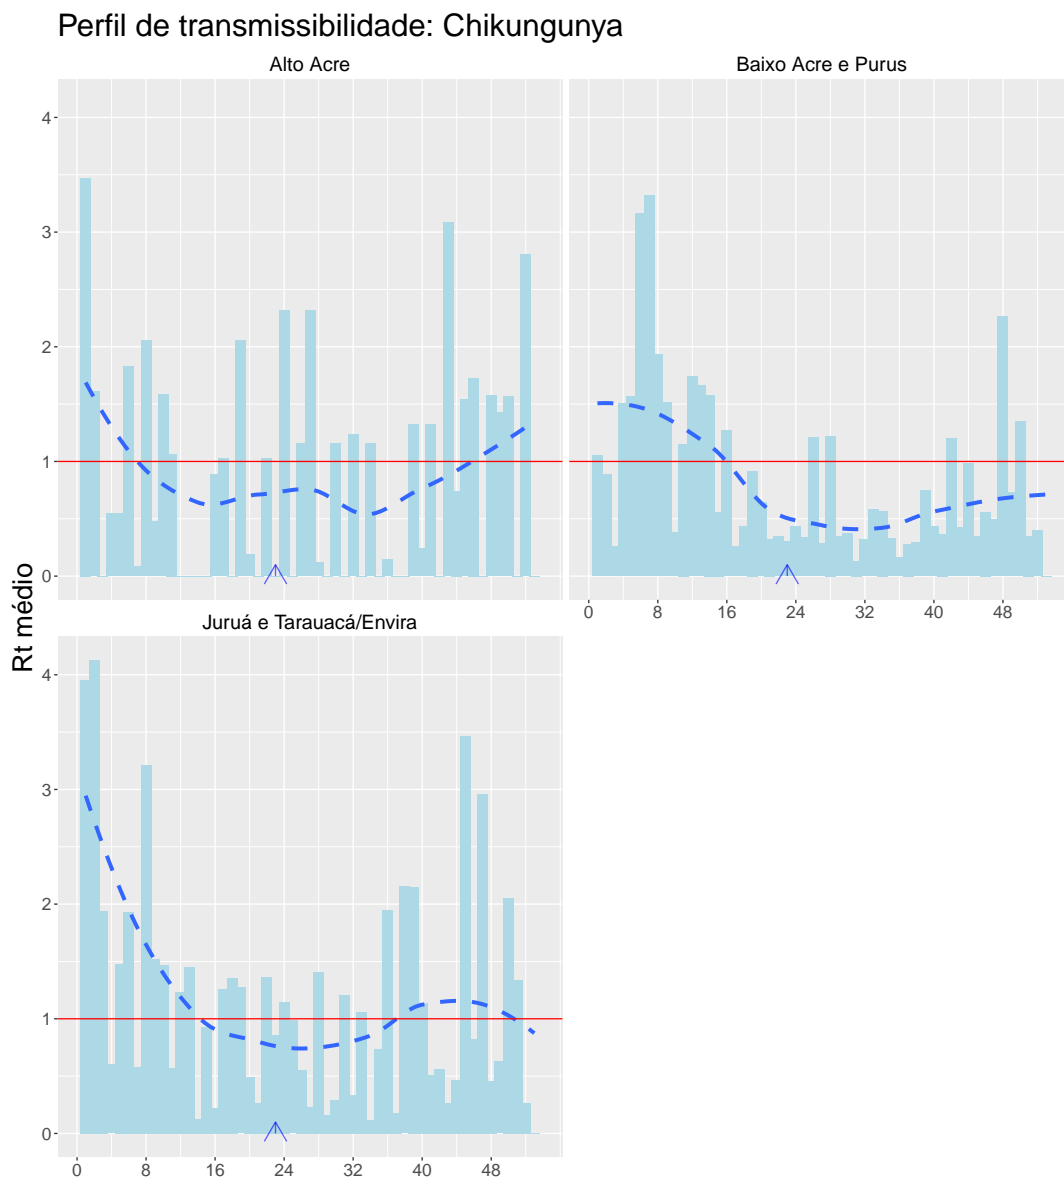 Perfil de transmissibilidade: Chikungunya
Alto Acre
Baixo Acre e Purus
4
3
2
1
0
0 8 16 24 32 40 48
Rt médio
Juruá e Tarauacá/Envira
4
3
2
1
0
0 8 16 24 32 40 48